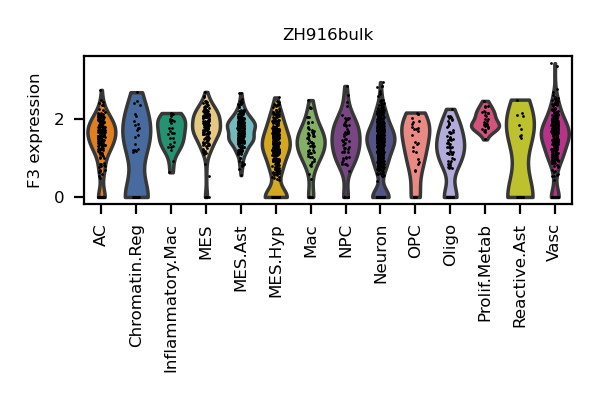 ZH916bulk
F3 expression
2
0
AC
Chromatin.Reg
Inflammatory.Mac
MES
MES.Ast
MES.Hyp
Mac
NPC
Neuron
OPC
Oligo
Prolif.Metab
Reactive.Ast
Vasc